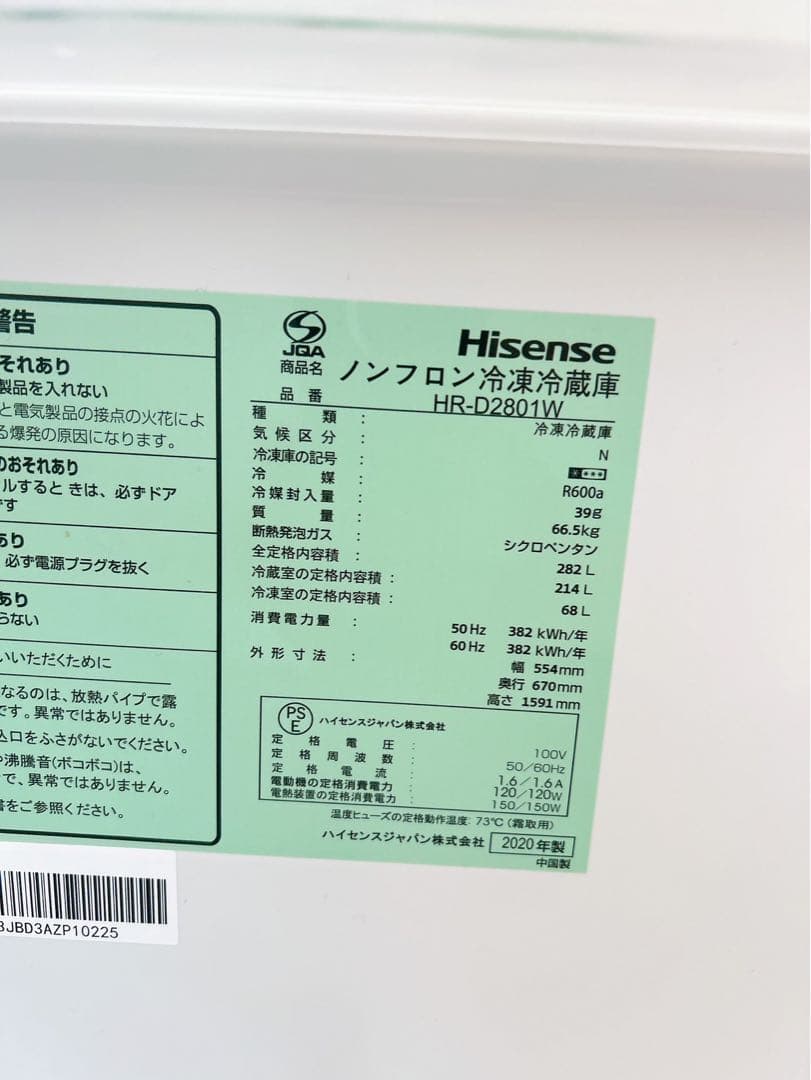 警告
それあり
製品を入れない
と電気製品の接点の火花によ
る爆発の原因になります。
のおそれあり
ルするときは、必ずドア
です
あり
必ず電源プラグを抜く
あり
らない
いいただくために
なるのは、放熱パイプで露
です。異常ではありません。
込口をふさがないでください。
や沸騰音(ボコボコ)は、
で、異常ではありません。
書をご参照ください。
BJBD3AZP10225
JQA
Hisense
商品名 ノンフロン冷凍冷蔵庫
品番 HR-D2801W
種類 : 冷凍冷蔵庫
気候区分 : N
冷凍庫の記号 :
冷媒 : R600a
冷媒封入量 : 39g
質量 : 66.5kg
断熱発泡ガス : シクロペンタン
全定格内容積 : 282 L
冷蔵室の定格内容積 : 214 L
冷凍室の定格内容積 : 68 L
消費電力量 : 50Hz 382 kWh/年
60Hz 382 kWh/年
外形寸法 : 幅 554mm
奥行 670mm
高さ 1591mm
PSE ハイセンスジャパン株式会社
定格電圧 : 100V
定格周波数 : 50/60Hz
定格電流 : 1.6/1.6A
電動機の定格消費電力 : 120/120W
電熱装置の定格消費電力 : 150/150W
温度ヒューズの定格動作温度: 73℃(霜取用)
ハイセンスジャパン株式会社 2020年製
中国製